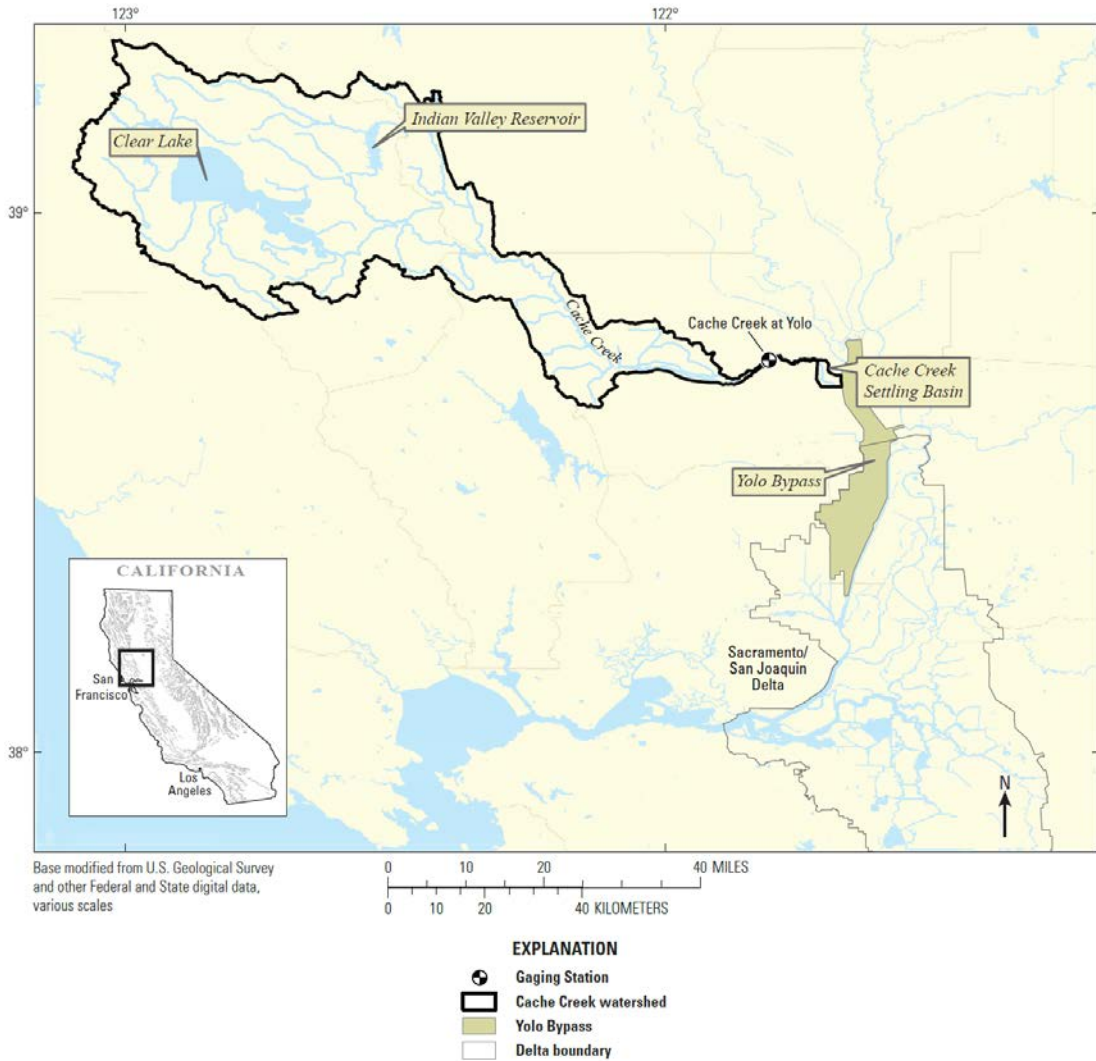 123°
122°
Indian Valley Reservoir
Clear Lake
39°
Cache Creek
Cache Creek at Yolo
Cache Creek
Settling Basin
Yolo Bypass
CALIFORNIA
San
Francisco
Los
Angeles
Sacramento/
San Joaquin
Delta
38°
N
Base modified from U.S. Geological Survey
and other Federal and State digital data,
various scales
0 10 20 40 MILES
0 10 20 40 KILOMETERS
EXPLANATION
Gaging Station
Cache Creek watershed
Yolo Bypass
Delta boundary